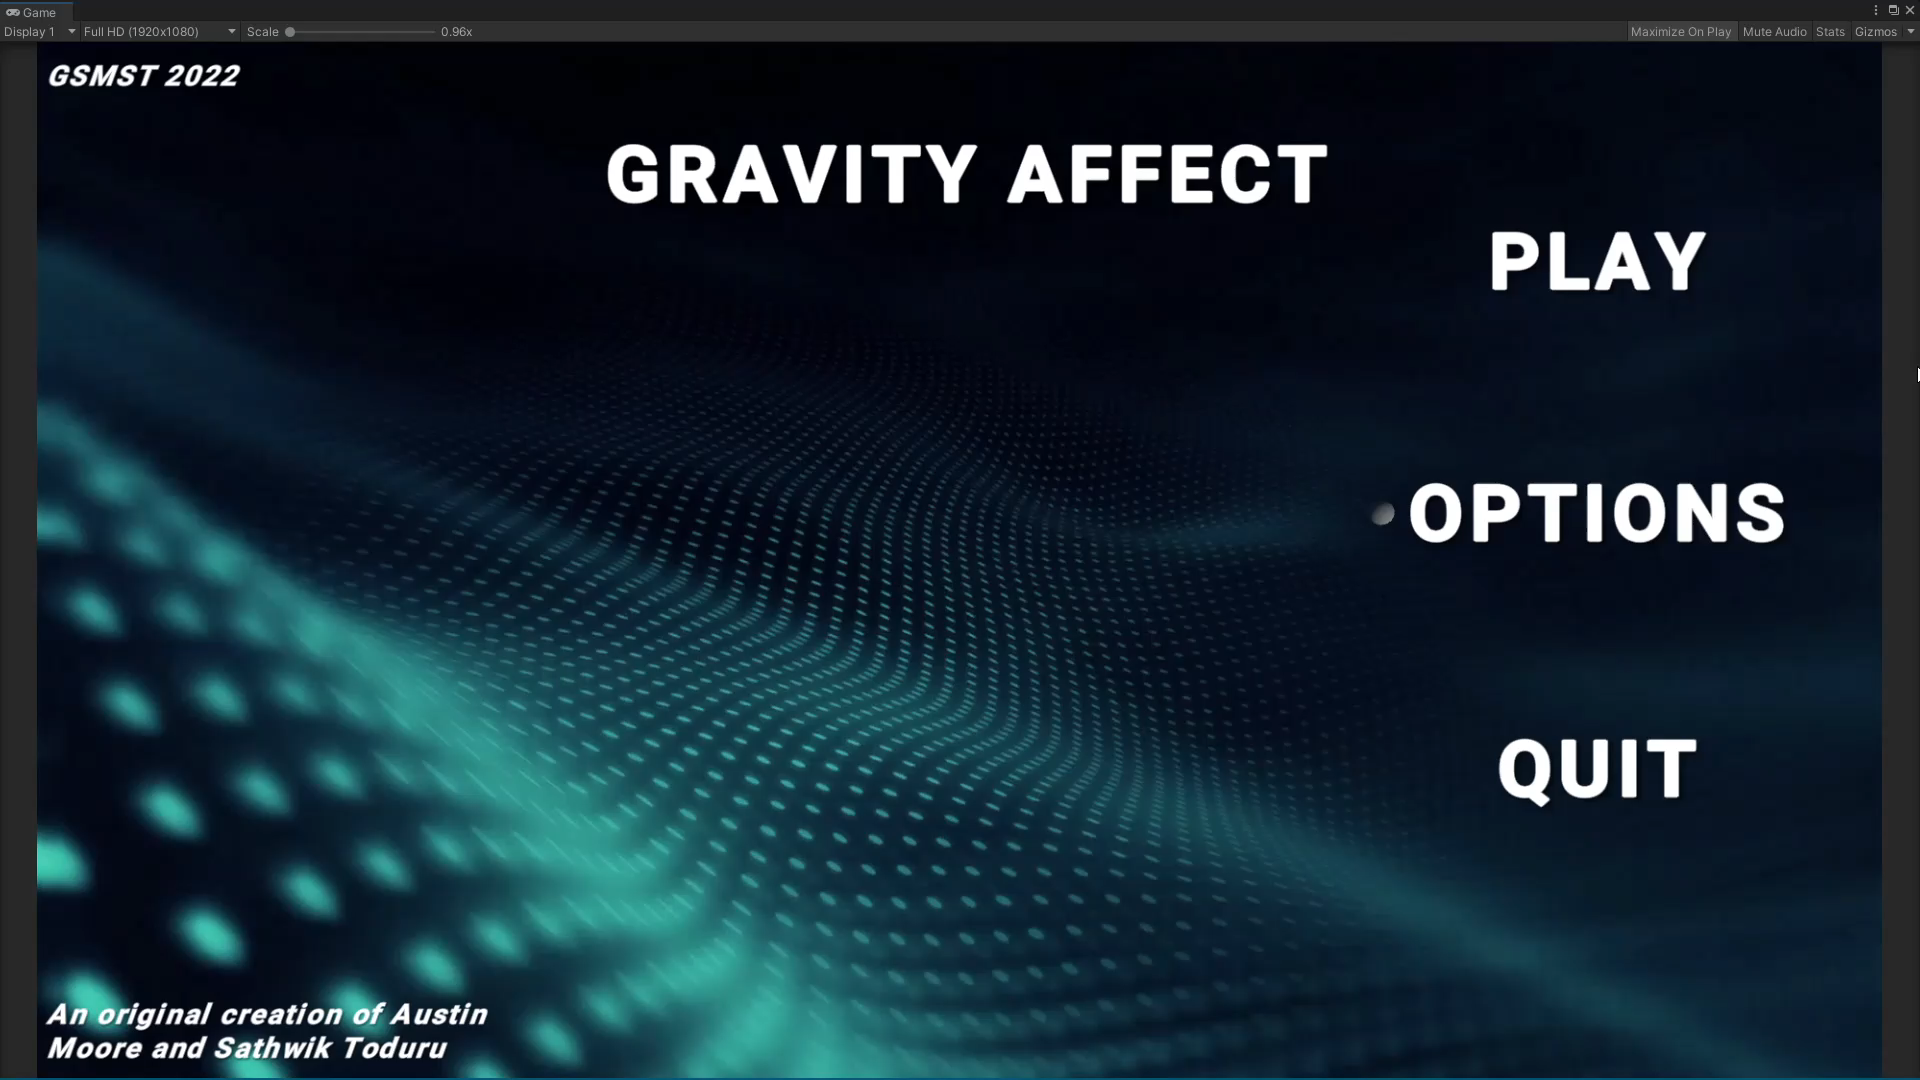 Game
Display 1 Full HD (1920x1080) Scale 0.96x Maximize On Play Mute Audio Stats Gizmos
GSMST 2022
GRAVITY AFFECT
PLAY
OPTIONS
QUIT
An original creation of Austin
Moore and Sathwik Toduru